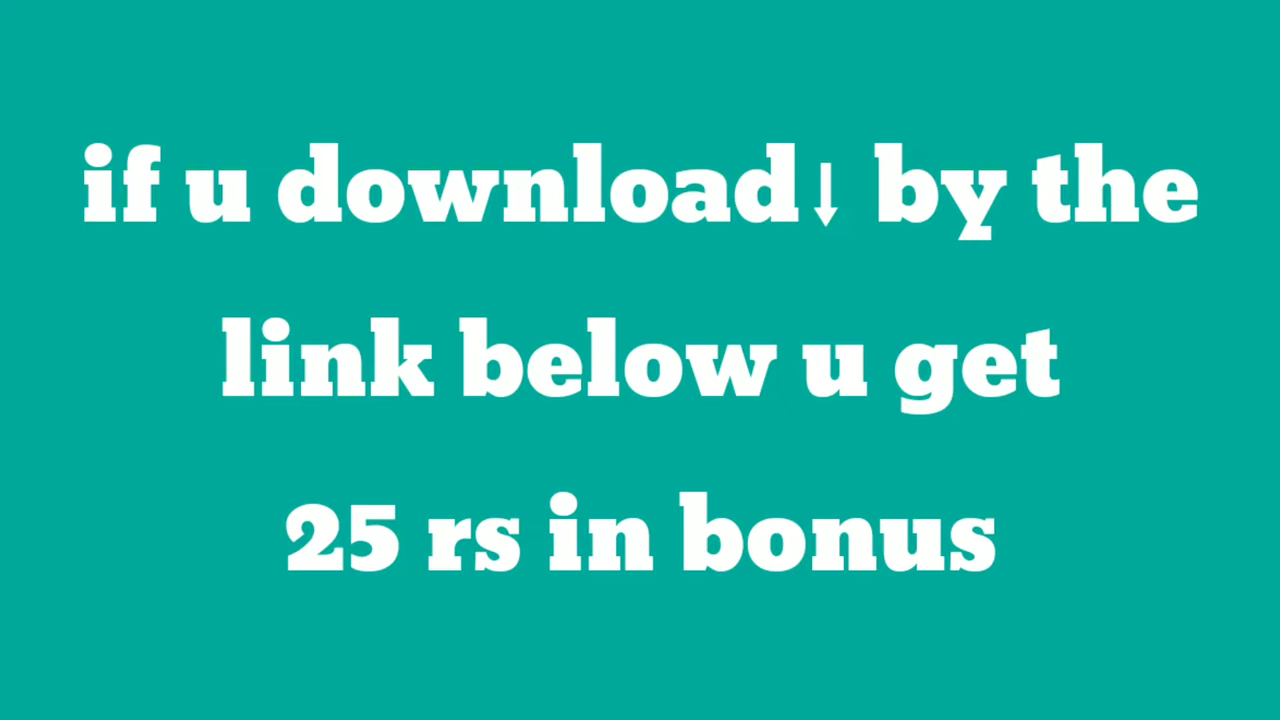 if u download↓ by the
link below u get
25 rs in bonus